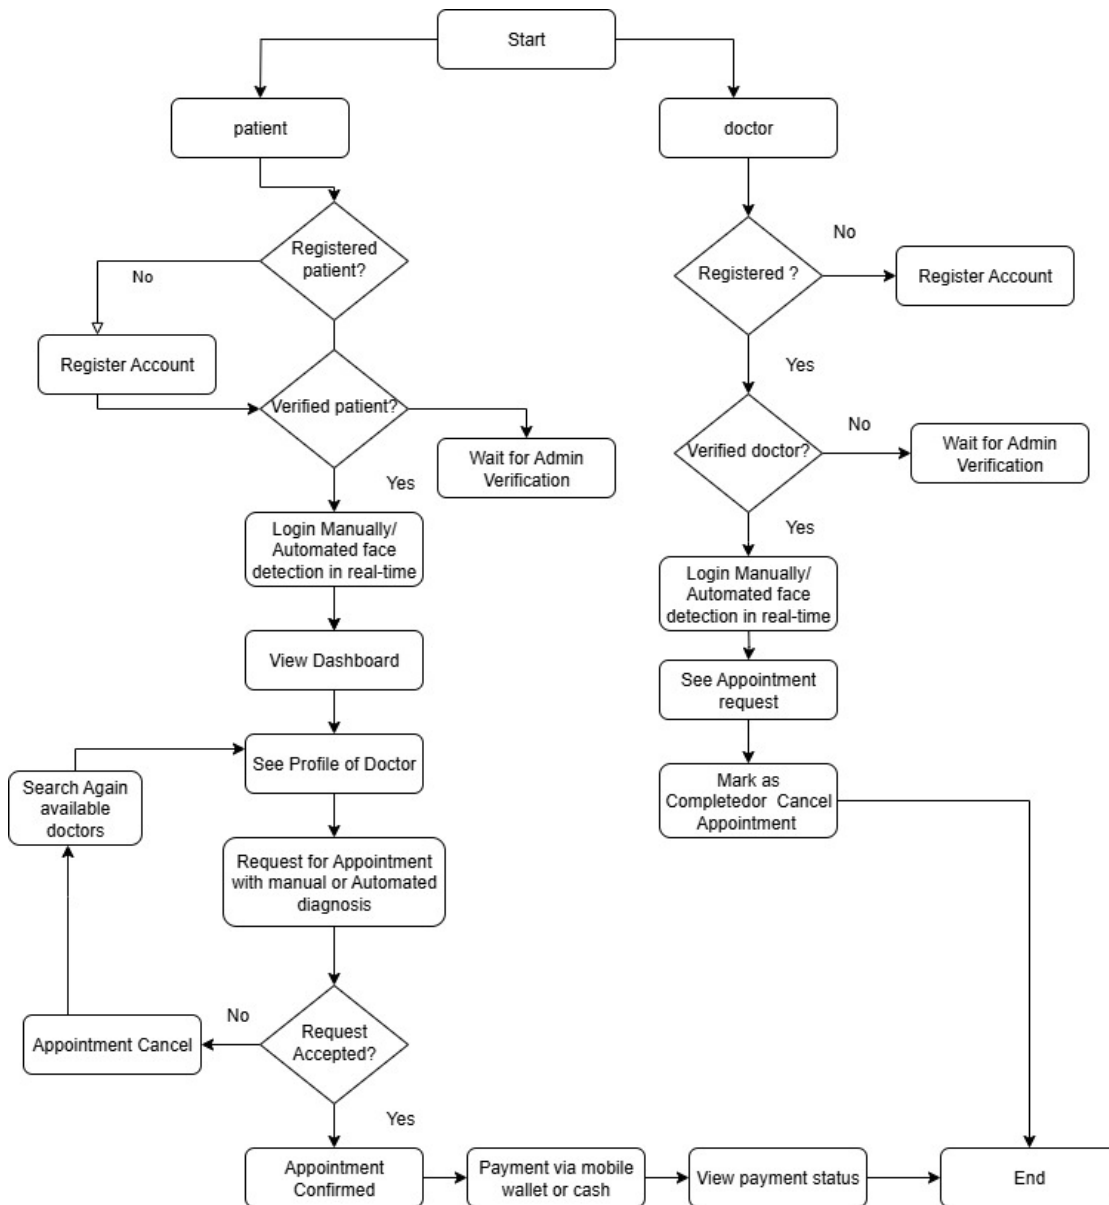 Start
patient
doctor
Registered
patient?
No
Register Account
Verified patient?
Wait for Admin
Verification
Yes
Login Manually/
Automated face
detection in real-time
View Dashboard
See Profile of Doctor
Search Again
available
doctors
Request for Appointment
with manual or Automated
diagnosis
Request
Accepted?
No
Appointment Cancel
Yes
Appointment
Confirmed
Payment via mobile
wallet or cash
View payment status
End
Registered ?
No
Register Account
Yes
Verified doctor?
No
Wait for Admin
Verification
Yes
Login Manually/
Automated face
detection in real-time
See Appointment
request
Mark as
Completedor Cancel
Appointment